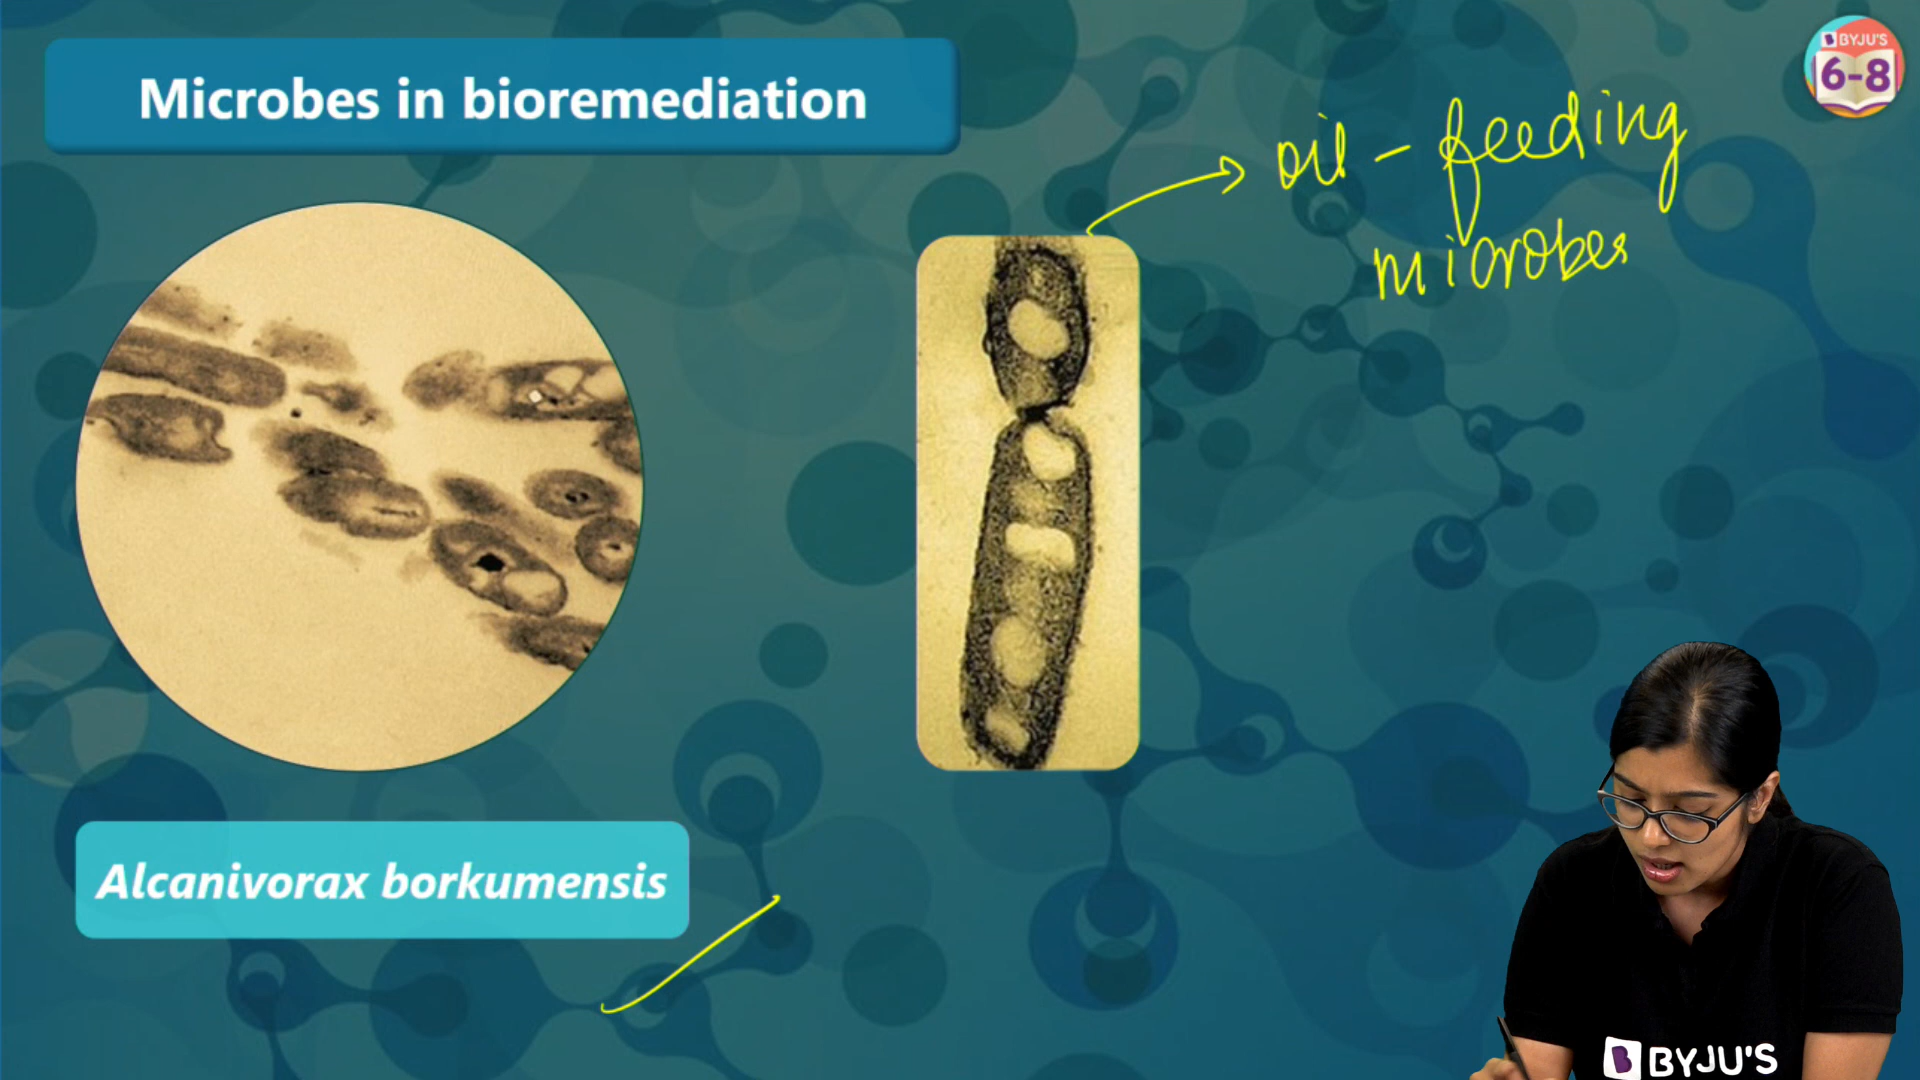 Microbes in bioremediation
BYJU'S
6-8
oil - feeding
microbes
Alcanivorax borkumensis
BYJU'S